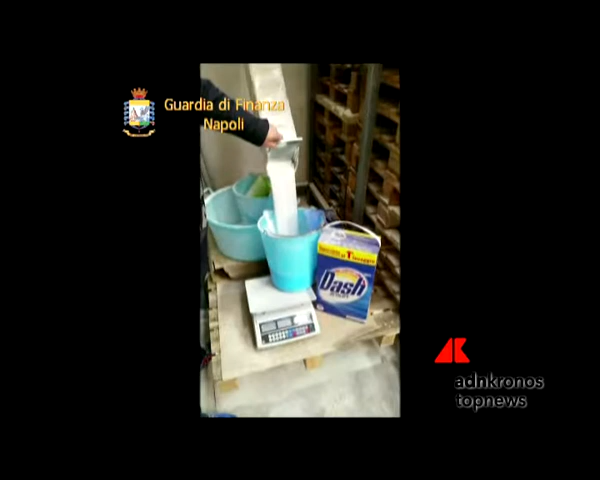 Guardia di Finanza
Napoli
Dash
adnkronos
topnews